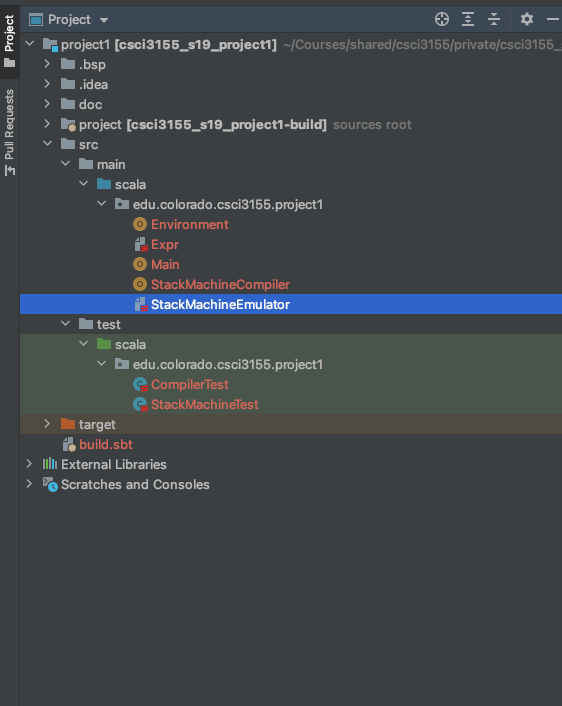 Project
Project
Pull Requests
project1 [csci3155_s19_project1] ~/Courses/shared/csci3155/private/csci3155_
.bsp
.idea
doc
project [csci3155_s19_project1-build] sources root
src
main
scala
edu.colorado.csci3155.project1
Environment
Expr
Main
StackMachineCompiler
StackMachineEmulator
test
scala
edu.colorado.csci3155.project1
CompilerTest
StackMachineTest
target
build.sbt
External Libraries
Scratches and Consoles